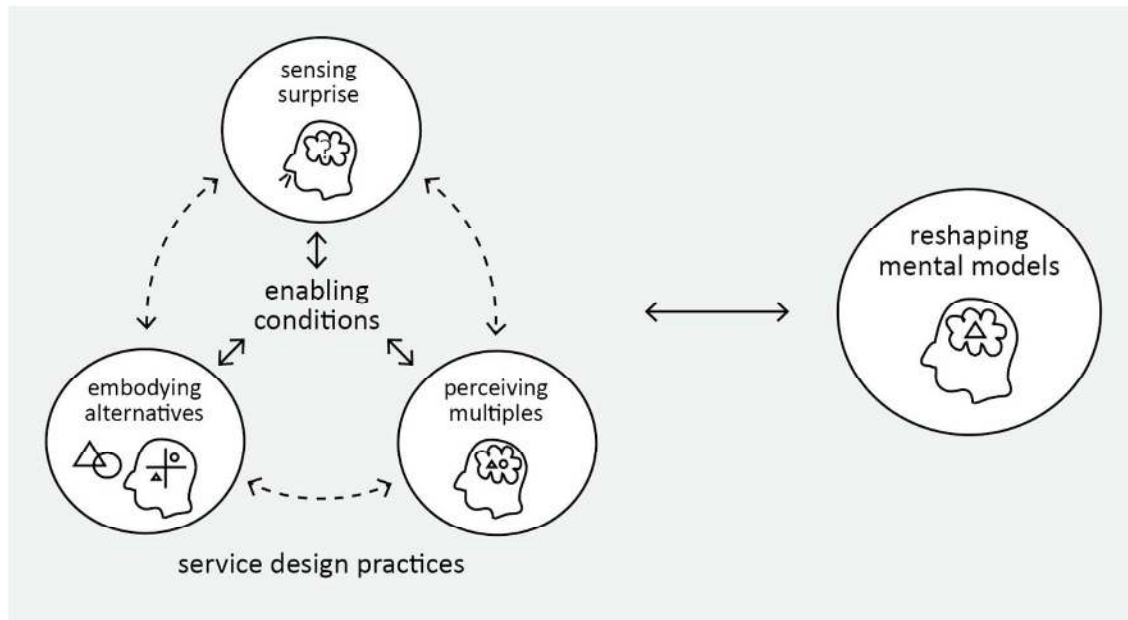 sensing
surprise
?
enabling
conditions
embodying
alternatives
perceiving
multiples
service design practices
reshaping
mental models